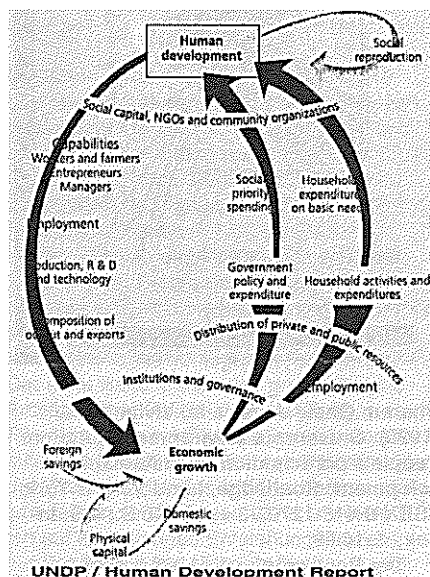 Human
development
Social
reproduction
Social capital, NGOs and community organizations
Capabilities
Workers and farmers
Entrepreneurs
Managers
Social
priority
spending
Household
expenditure
on basic needs
Employment
Production, R & D
and technology
Government
policy and
expenditure
Household activities and
expenditures
Composition of
output and exports
Distribution of private and public resources
Institutions and governance
Employment
Foreign
savings
Economic
growth
Domestic
savings
Physical
capital
UNDP / Human Development Report